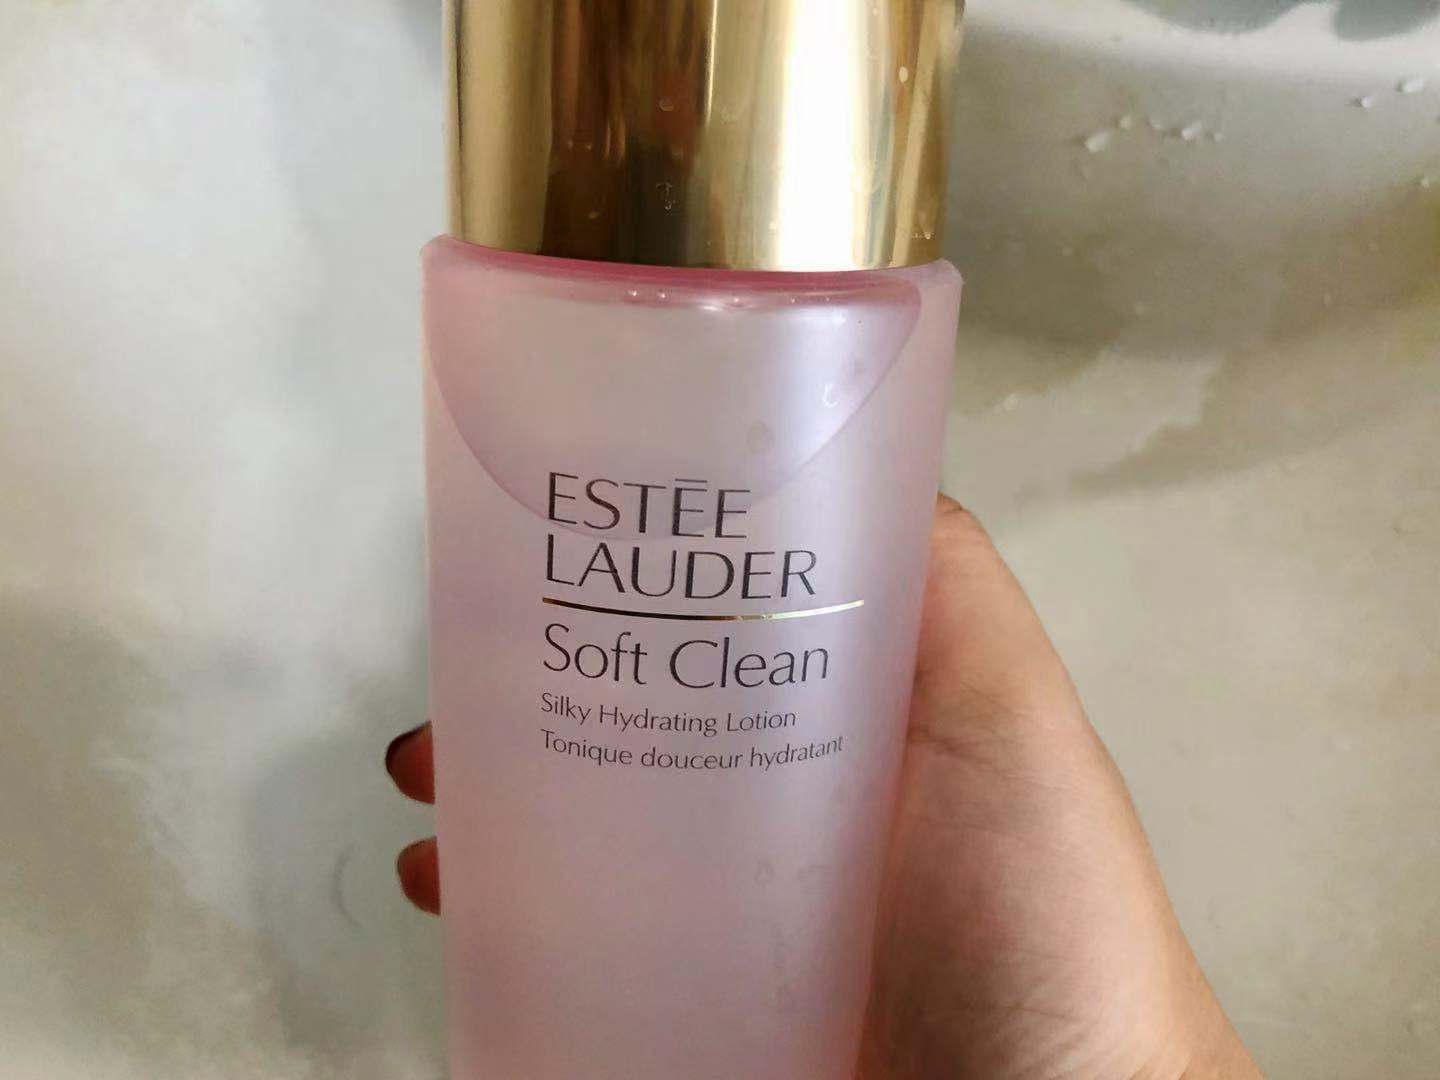 ESTĒE
LAUDER
Soft Clean
Silky Hydrating Lotion
Tonique douceur hydratant